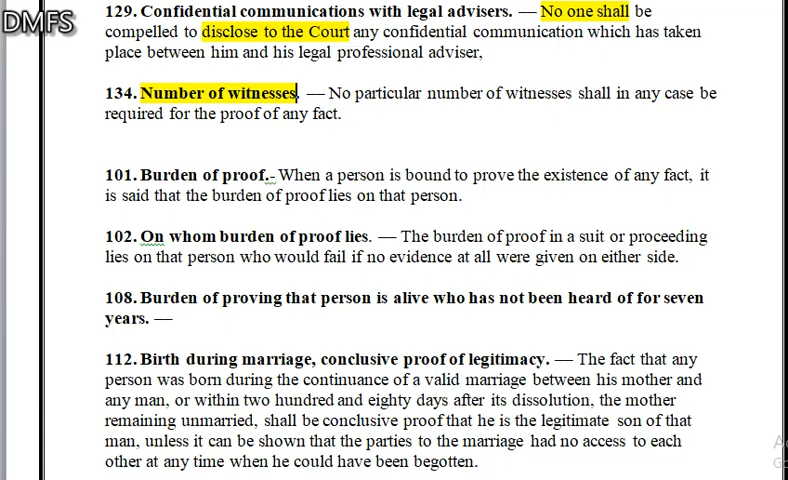 DMFS
129. Confidential communications with legal advisers. — No one shall be
compelled to disclose to the Court any confidential communication which has taken
place between him and his legal professional adviser,
134. Number of witnesses. — No particular number of witnesses shall in any case be
required for the proof of any fact.
101. Burden of proof.- When a person is bound to prove the existence of any fact, it
is said that the burden of proof lies on that person.
102. On whom burden of proof lies. — The burden of proof in a suit or proceeding
lies on that person who would fail if no evidence at all were given on either side.
108. Burden of proving that person is alive who has not been heard of for seven
years. —
112. Birth during marriage, conclusive proof of legitimacy. — The fact that any
person was born during the continuance of a valid marriage between his mother and
any man, or within two hundred and eighty days after its dissolution, the mother
remaining unmarried, shall be conclusive proof that he is the legitimate son of that
man, unless it can be shown that the parties to the marriage had no access to each
other at any time when he could have been begotten.